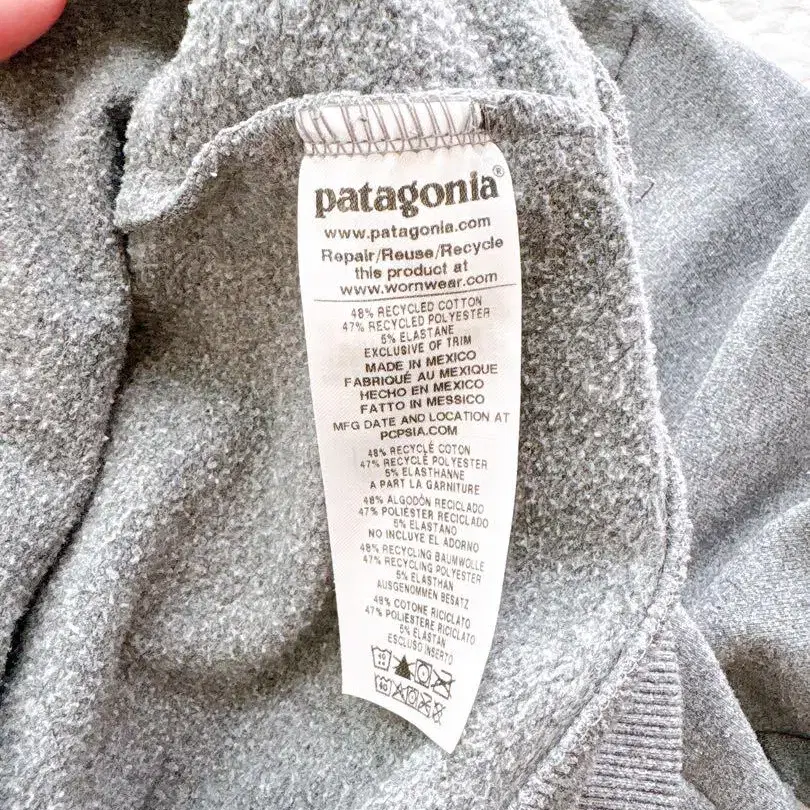 patagonia®
www.patagonia.com
Repair/Reuse/Recycle
this product at
www.wornwear.com
48% RECYCLED COTTON
47% RECYCLED POLYESTER
5% ELASTANE
EXCLUSIVE OF TRIM
MADE IN MEXICO
FABRIQUÉ AU MEXIQUE
HECHO EN MEXICO
FATTO IN MESSICO
MFG DATE AND LOCATION AT
PCPSIA.COM
48% RECYCLÉ COTON
47% RECYCLÉ POLYESTER
5% ELASTHANNE
A PART LA GARNITURE
48% ALGODÓN RECICLADO
47% POLIÉSTER RECICLADO
5% ELASTANO
NO INCLUYE EL ADORNO
48% RECYCLING BAUMWOLLE
47% RECYCLING POLYESTER
5% ELASTHAN
AUSGENOMMEN BESATZ
48% COTONE RICICLATO
47% POLIESTERE RICICLATO
5% ELASTAN
ESCLUSO INSERTO
40
40